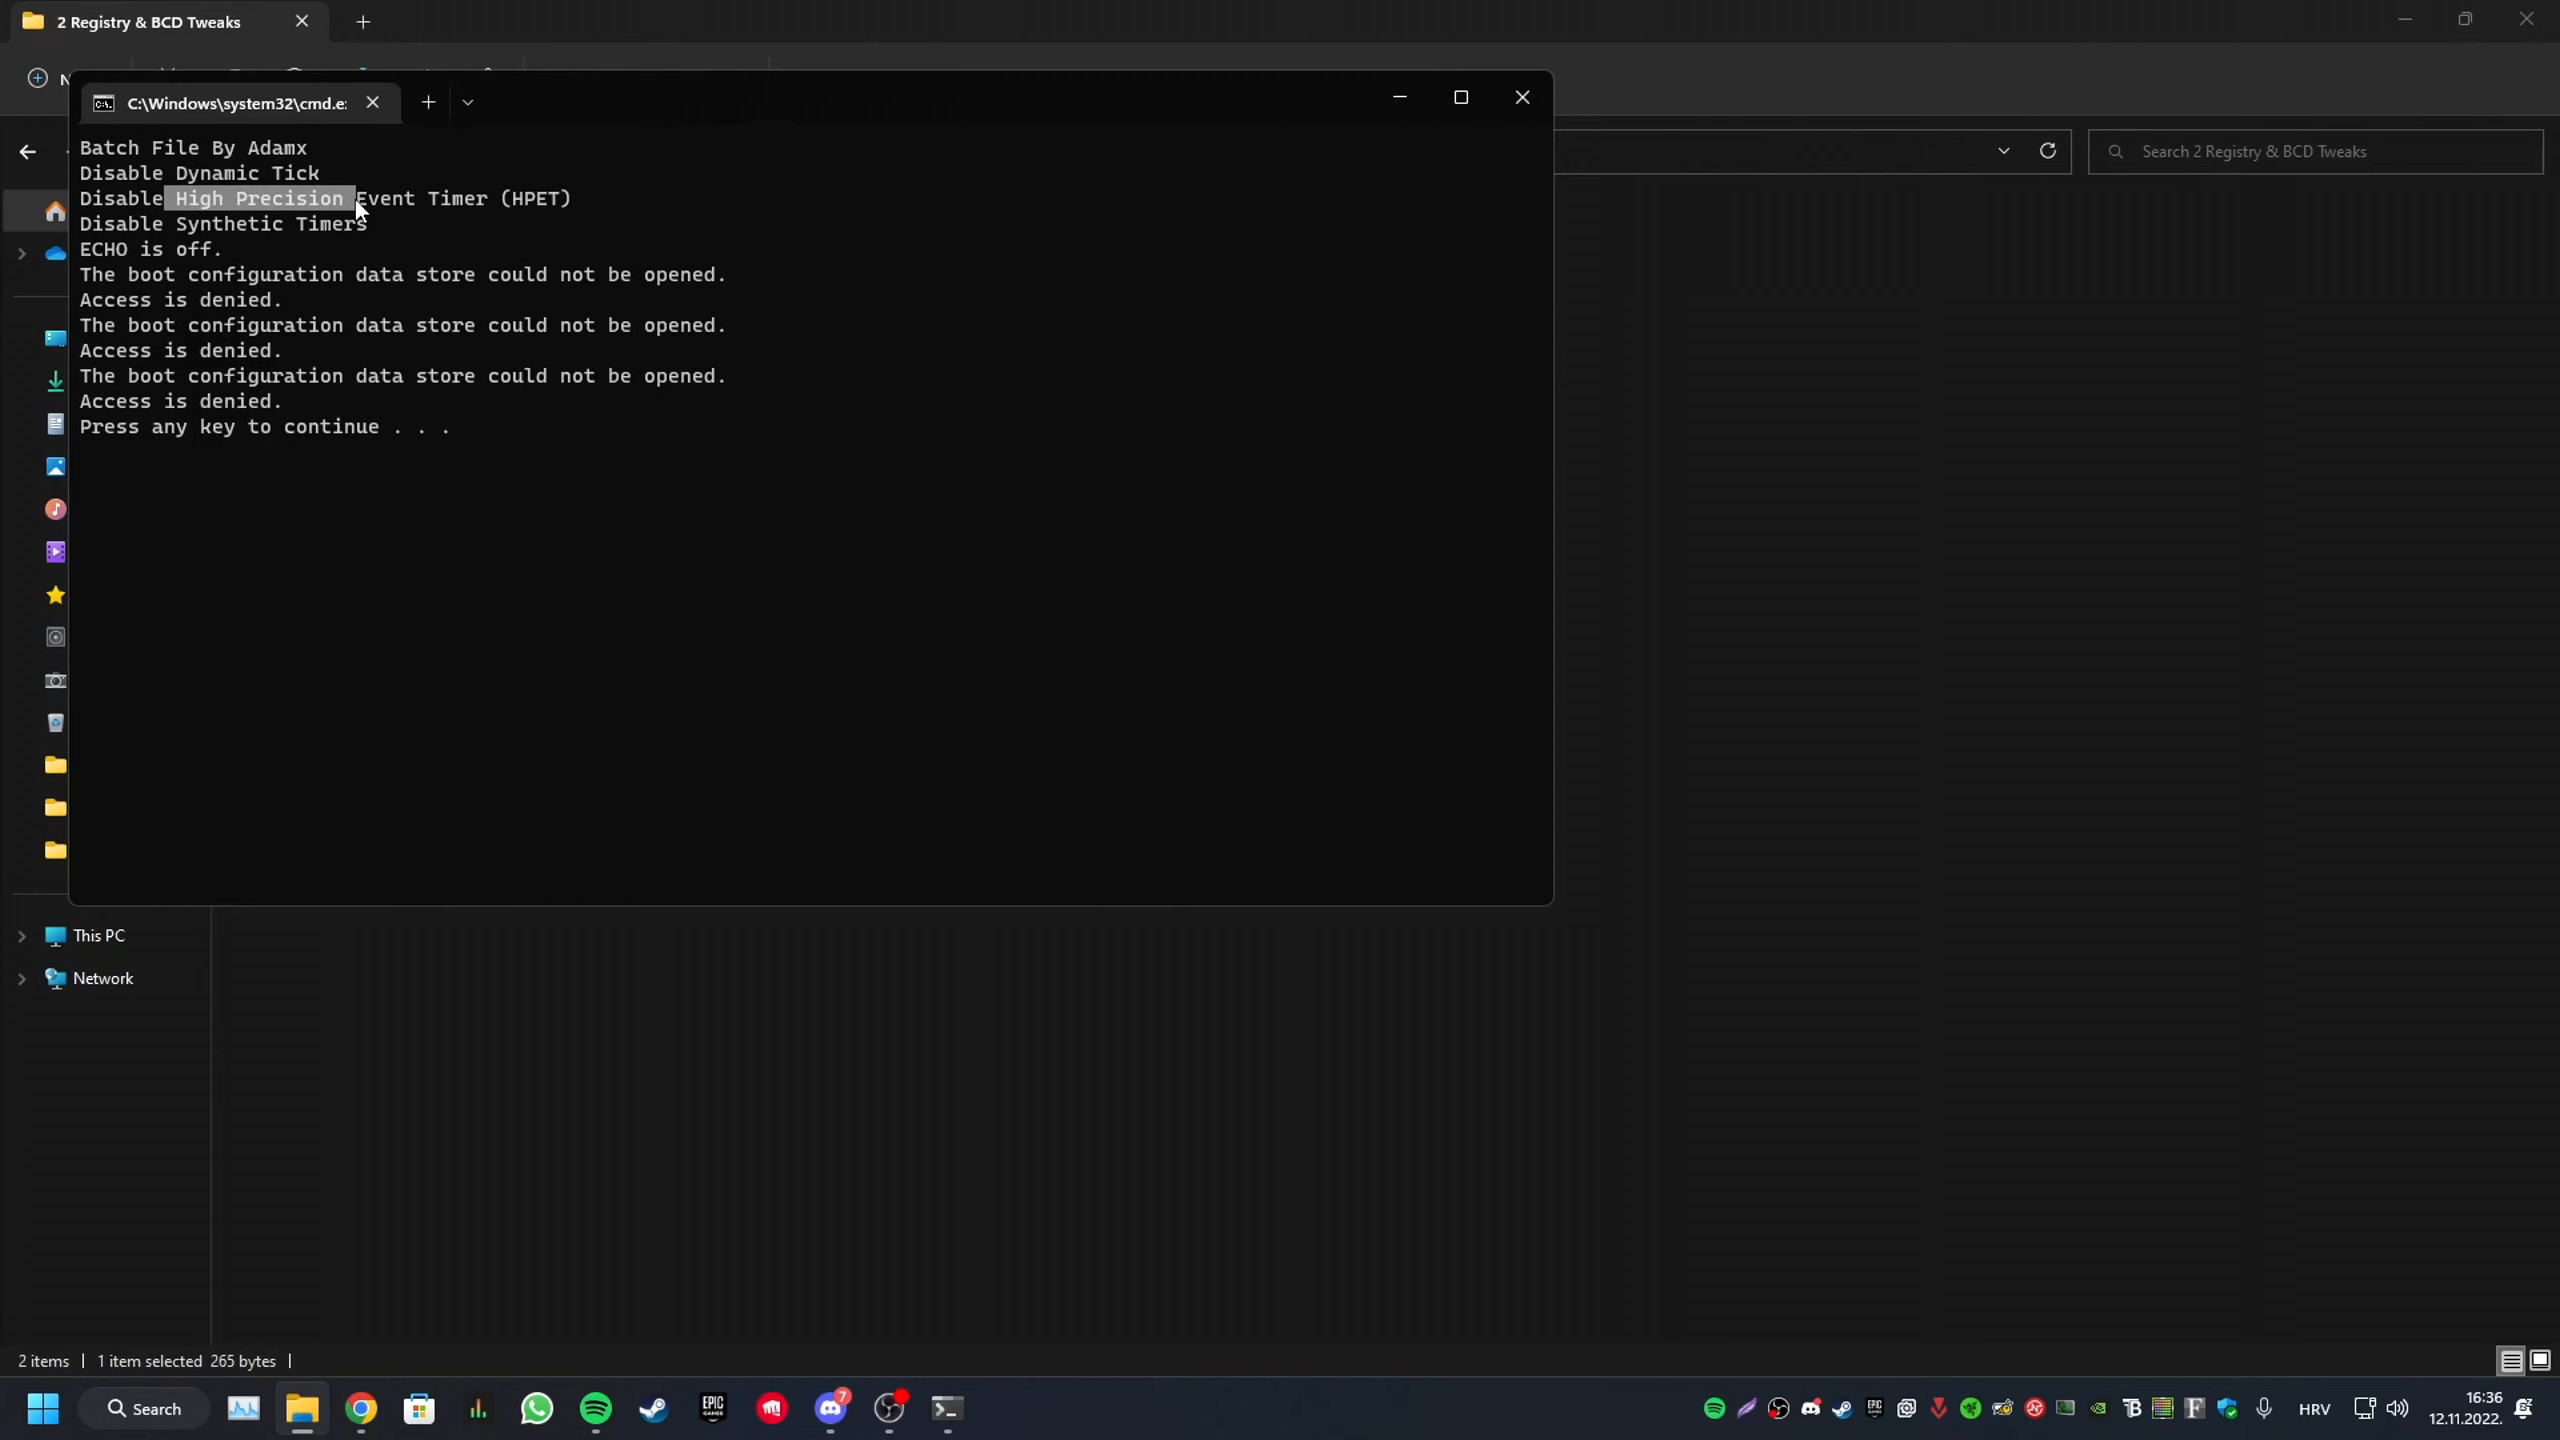 2 Registry & BCD Tweaks
C:\Windows\system32\cmd.e:
Search 2 Registry & BCD Tweaks
Batch File By Adamx
Disable Dynamic Tick
Disable High Precision Event Timer (HPET)
Disable Synthetic Timers
ECHO is off.
The boot configuration data store could not be opened.
Access is denied.
The boot configuration data store could not be opened.
Access is denied.
The boot configuration data store could not be opened.
Access is denied.
Press any key to continue . . .
This PC
Network
2 items
1 item selected 265 bytes
Search
EPIC GAMES
7
HRV
16:36
12.11.2022.